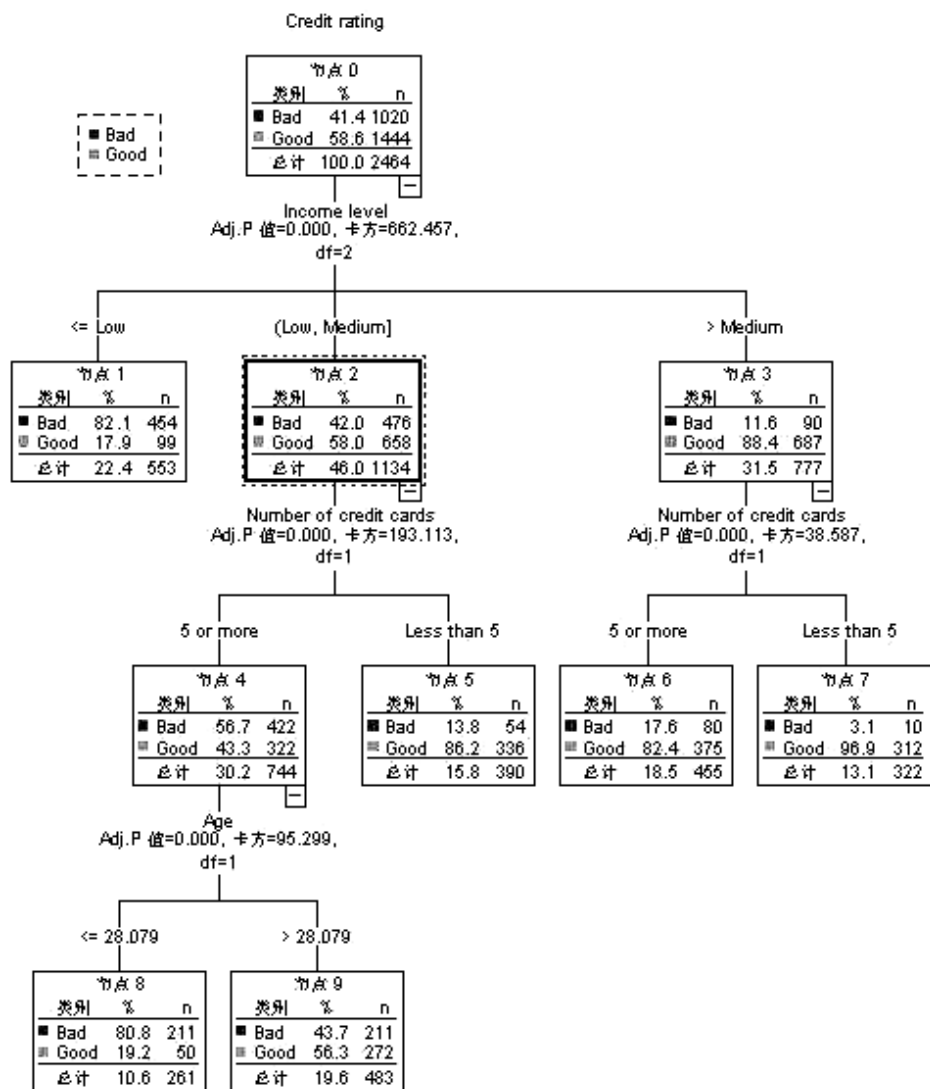 Credit rating
节点 0
类别 % n
Bad 41.4 1020
Good 58.6 1444
总计 100.0 2464
Bad
Good
Income level
Adj.P 值=0.000, 卡方=662.457,
df=2
<= Low
(Low, Medium]
> Medium
节点 1
类别 % n
Bad 82.1 454
Good 17.9 99
总计 22.4 553
节点 2
类别 % n
Bad 42.0 476
Good 58.0 658
总计 46.0 1134
节点 3
类别 % n
Bad 11.6 90
Good 88.4 687
总计 31.5 777
Number of credit cards
Adj.P 值=0.000, 卡方=193.113,
df=1
Number of credit cards
Adj.P 值=0.000, 卡方=38.587,
df=1
5 or more
Less than 5
5 or more
Less than 5
节点 4
类别 % n
Bad 56.7 422
Good 43.3 322
总计 30.2 744
节点 5
类别 % n
Bad 13.8 54
Good 86.2 336
总计 15.8 390
节点 6
类别 % n
Bad 17.6 80
Good 82.4 375
总计 18.5 455
节点 7
类别 % n
Bad 3.1 10
Good 96.9 312
总计 13.1 322
Age
Adj.P 值=0.000, 卡方=95.299,
df=1
<= 28.079
> 28.079
节点 8
类别 % n
Bad 80.8 211
Good 19.2 50
总计 10.6 261
节点 9
类别 % n
Bad 43.7 211
Good 56.3 272
总计 19.6 483